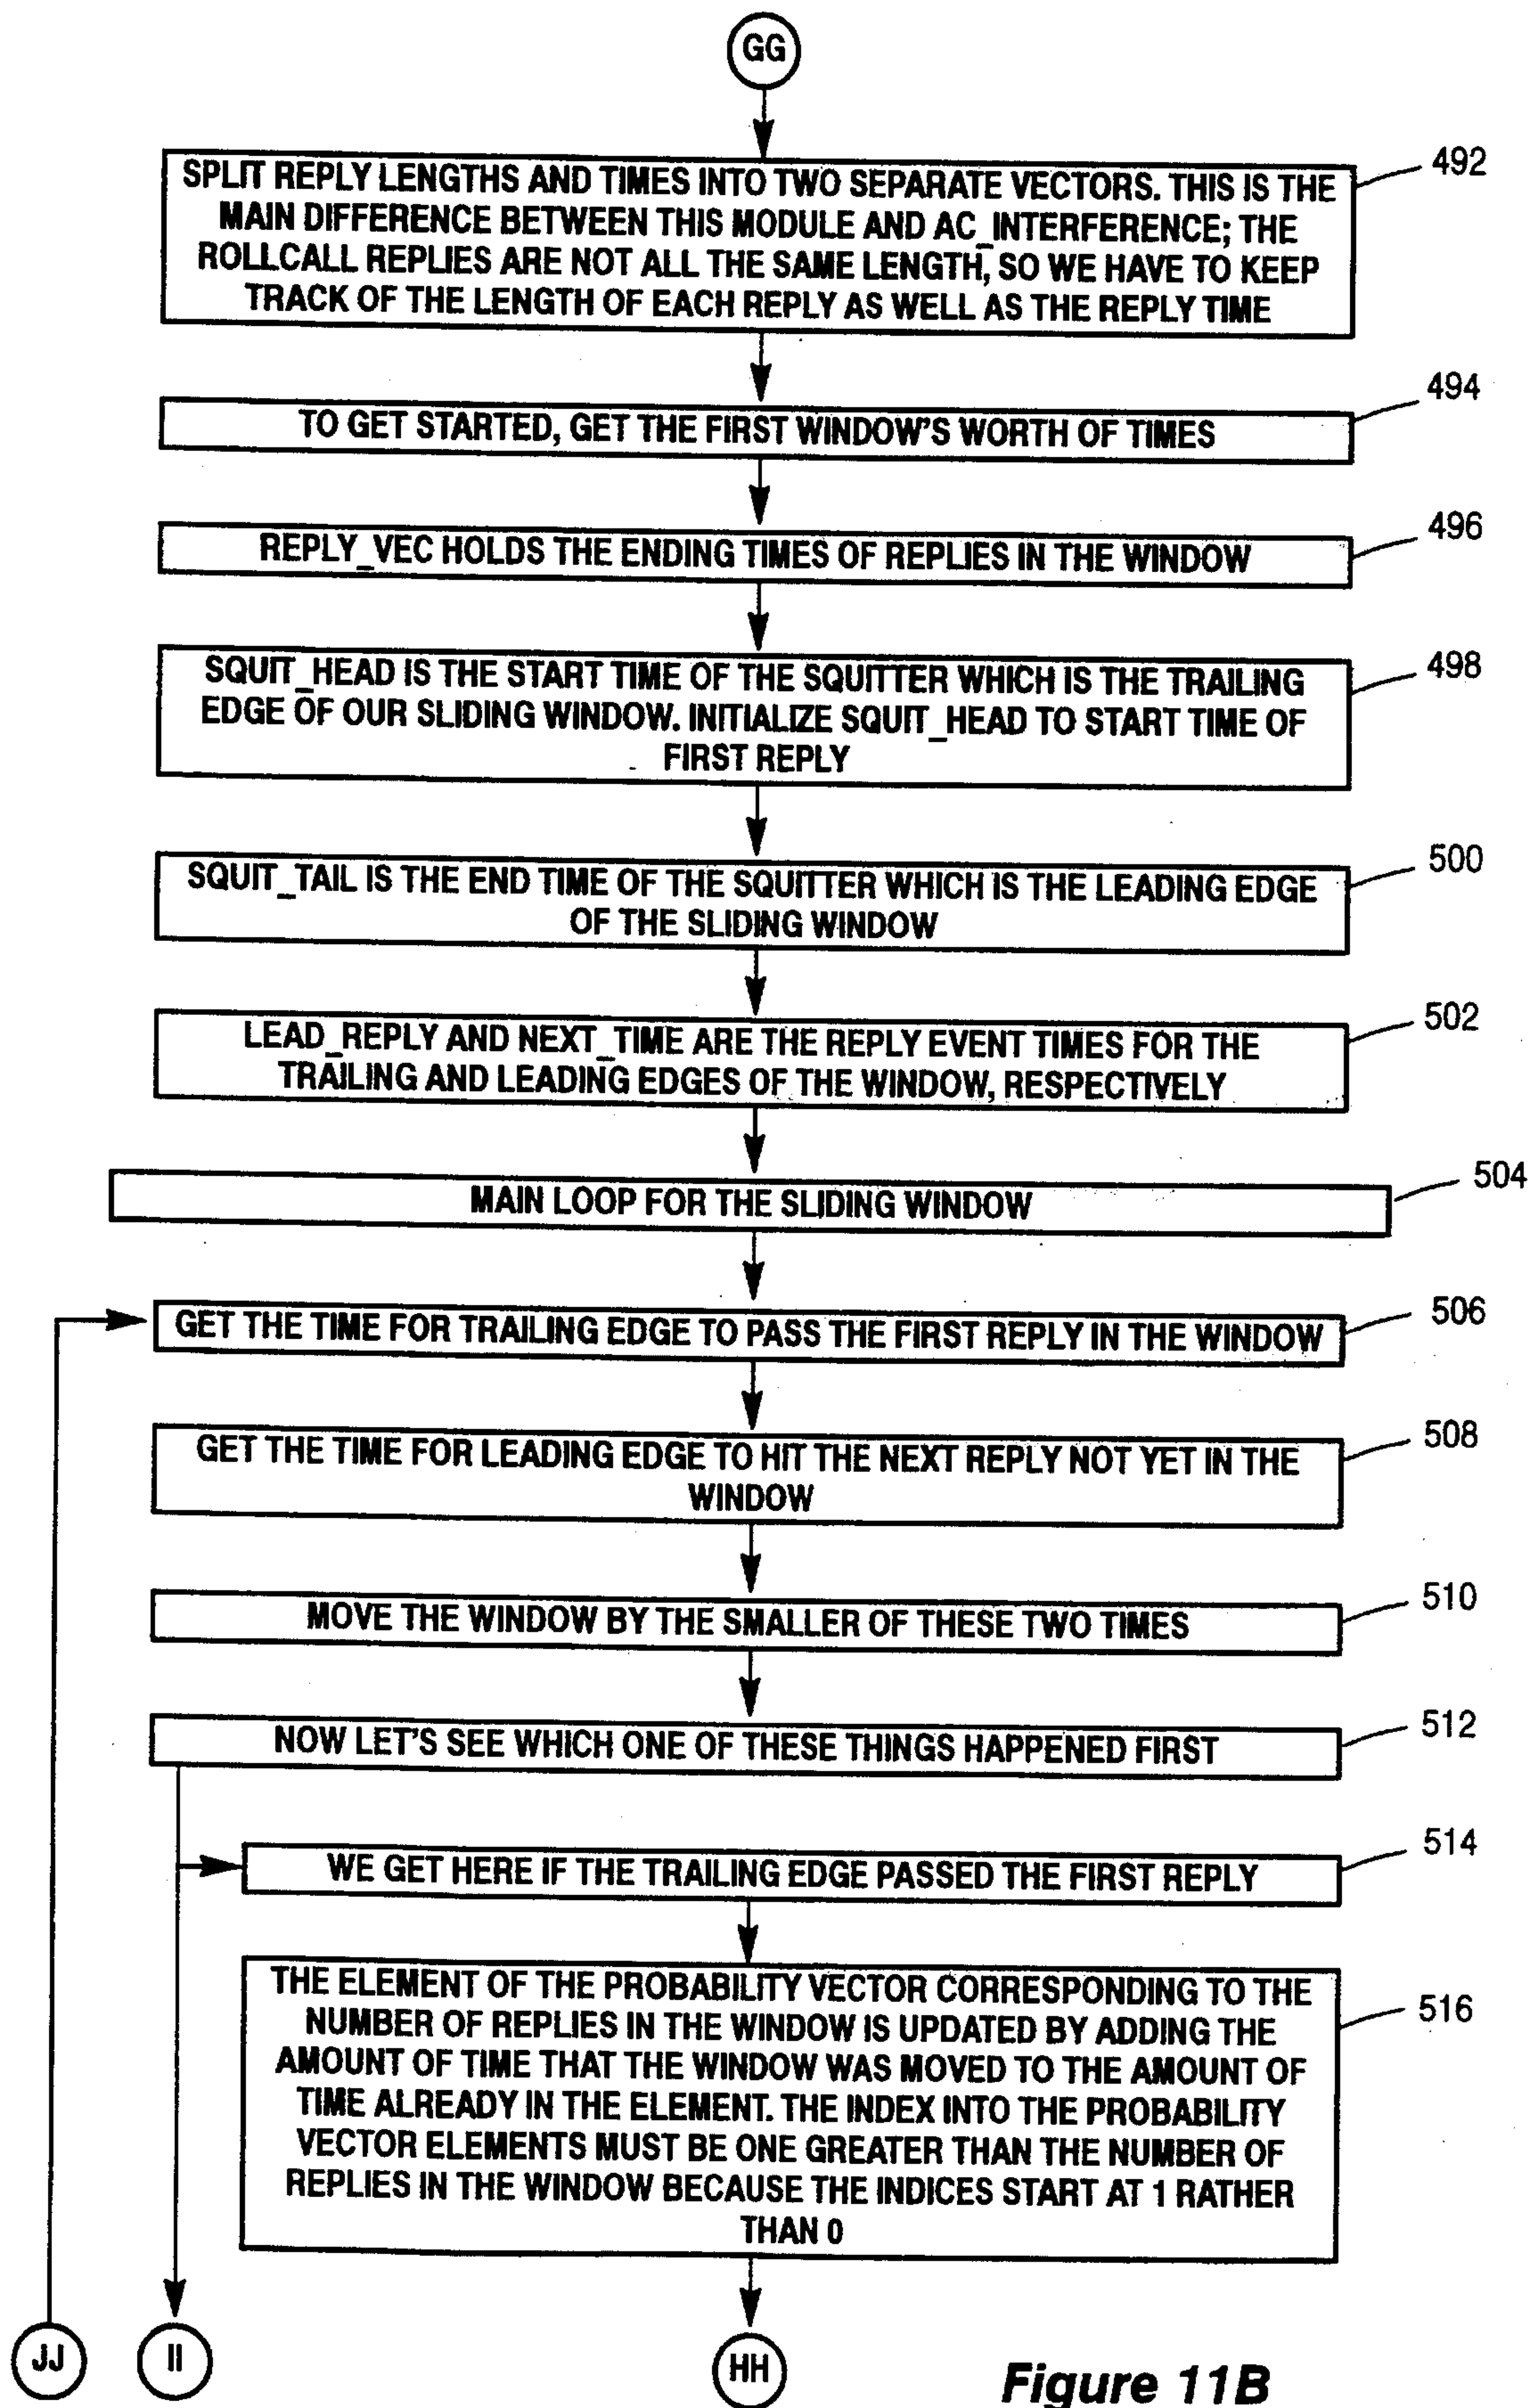 GG
SPLIT REPLY LENGTHS AND TIMES INTO TWO SEPARATE VECTORS. THIS IS THE
MAIN DIFFERENCE BETWEEN THIS MODULE AND AC_INTERFERENCE; THE
ROLLCALL REPLIES ARE NOT ALL THE SAME LENGTH, SO WE HAVE TO KEEP
TRACK OF THE LENGTH OF EACH REPLY AS WELL AS THE REPLY TIME
492
TO GET STARTED, GET THE FIRST WINDOW'S WORTH OF TIMES
494
REPLY_VEC HOLDS THE ENDING TIMES OF REPLIES IN THE WINDOW
496
SQUIT_HEAD IS THE START TIME OF THE SQUITTER WHICH IS THE TRAILING
EDGE OF OUR SLIDING WINDOW. INITIALIZE SQUIT_HEAD TO START TIME OF
FIRST REPLY
498
SQUIT_TAIL IS THE END TIME OF THE SQUITTER WHICH IS THE LEADING EDGE
OF THE SLIDING WINDOW
500
LEAD_REPLY AND NEXT_TIME ARE THE REPLY EVENT TIMES FOR THE
TRAILING AND LEADING EDGES OF THE WINDOW, RESPECTIVELY
502
MAIN LOOP FOR THE SLIDING WINDOW
504
GET THE TIME FOR TRAILING EDGE TO PASS THE FIRST REPLY IN THE WINDOW
506
GET THE TIME FOR LEADING EDGE TO HIT THE NEXT REPLY NOT YET IN THE
WINDOW
508
MOVE THE WINDOW BY THE SMALLER OF THESE TWO TIMES
510
NOW LET'S SEE WHICH ONE OF THESE THINGS HAPPENED FIRST
512
WE GET HERE IF THE TRAILING EDGE PASSED THE FIRST REPLY
514
THE ELEMENT OF THE PROBABILITY VECTOR CORRESPONDING TO THE
NUMBER OF REPLIES IN THE WINDOW IS UPDATED BY ADDING THE
AMOUNT OF TIME THAT THE WINDOW WAS MOVED TO THE AMOUNT OF
TIME ALREADY IN THE ELEMENT. THE INDEX INTO THE PROBABILITY
VECTOR ELEMENTS MUST BE ONE GREATER THAN THE NUMBER OF
REPLIES IN THE WINDOW BECAUSE THE INDICES START AT 1 RATHER
THAN 0
516
JJ
II
HH
Figure 11B